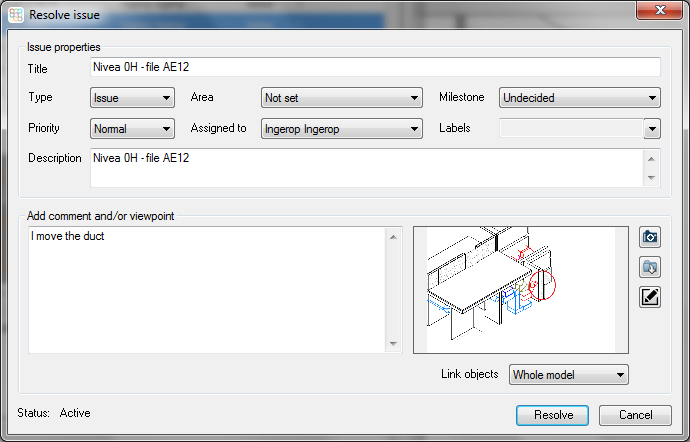 Resolve issue
Issue properties
Title Nivea 0H -file AE12
Type Issue Area Not set Milestone Undecided
Priority Normal Assigned to Ingerop Ingerop Labels
Description Nivea 0H -file AE12
Add comment and/or viewpoint
I move the duct
Link objects Whole model
Status: Active Resolve Cancel